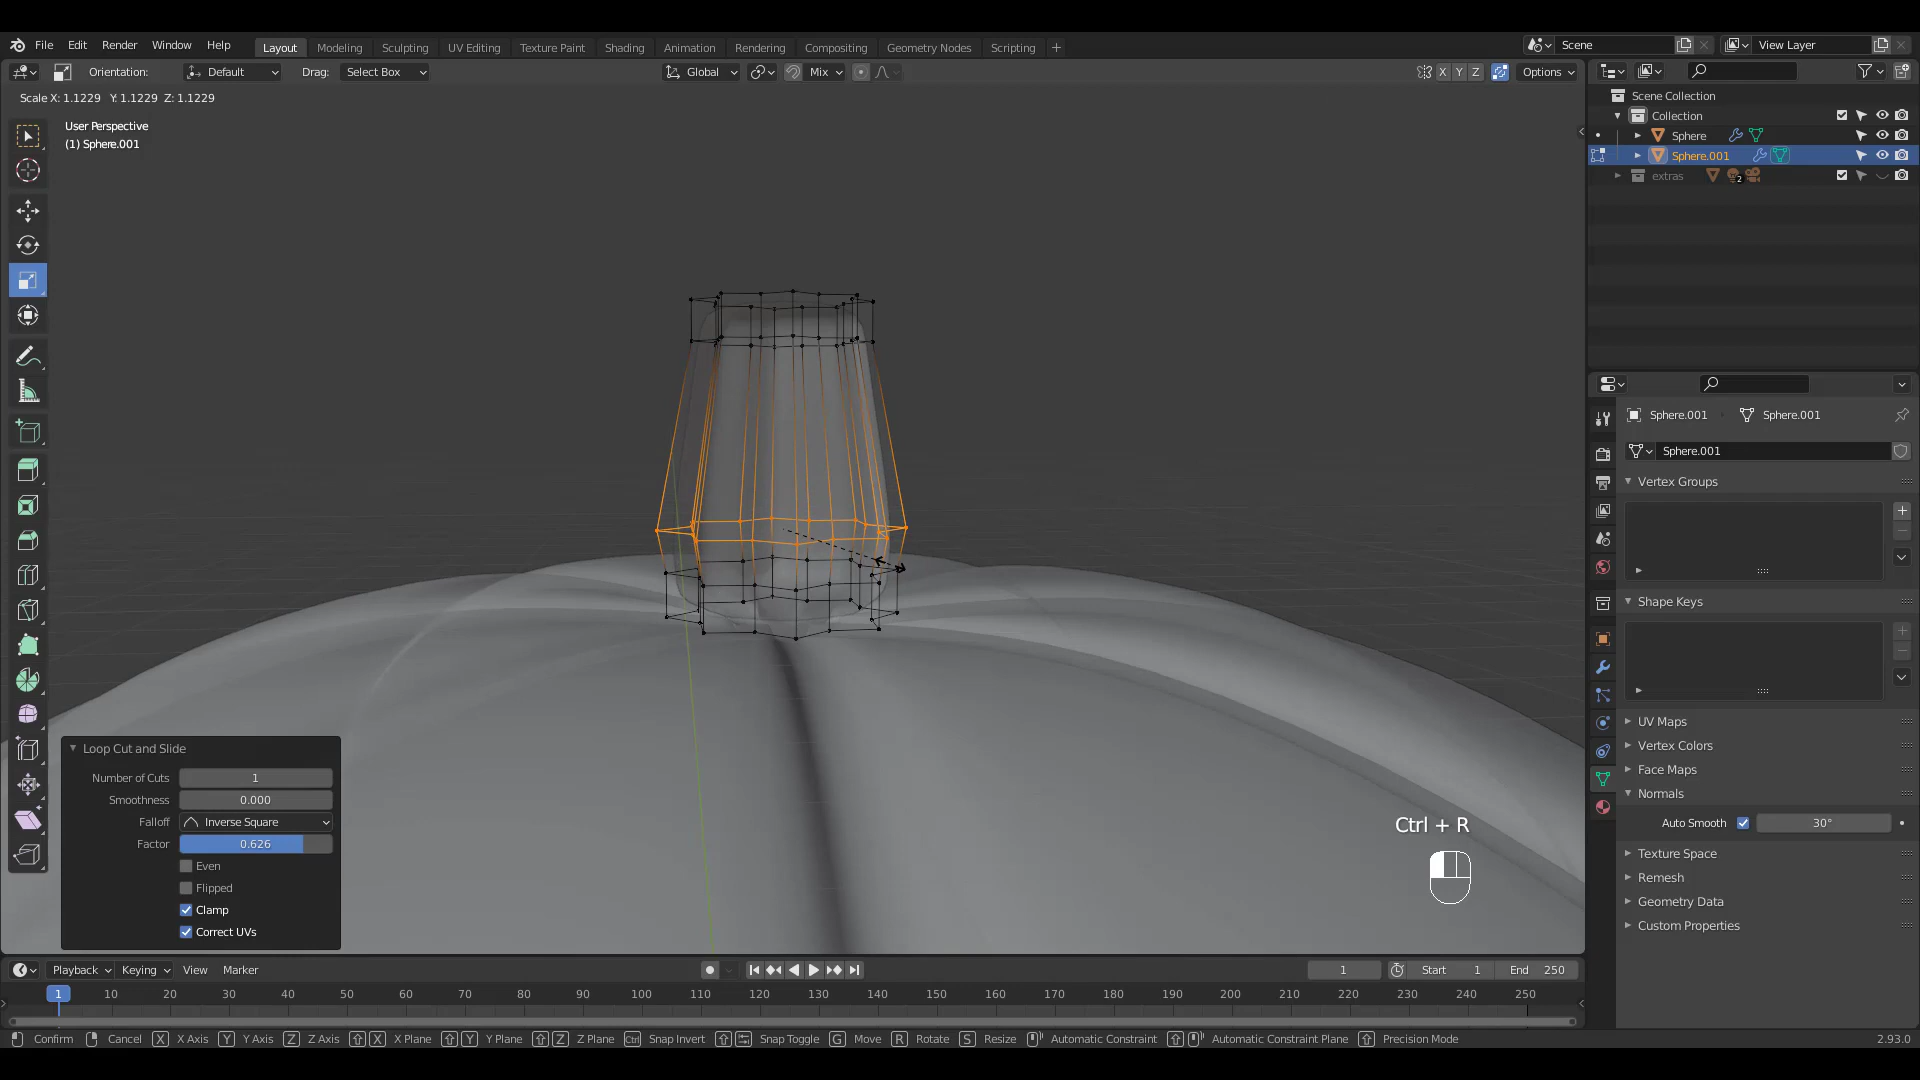 File Edit Render Window Help Layout Modeling Sculpting UV Editing Texture Paint Shading Animation Rendering Compositing Geometry Nodes Scripting + Scene View Layer
Orientation: Default Drag: Select Box Global Mix X Y Z Options
Scale X: 1.1229 Y: 1.1229 Z: 1.1229
User Perspective
(1) Sphere.001
Scene Collection
Collection
Sphere
Sphere.001
extras 2
Sphere.001 Sphere.001
Sphere.001
Vertex Groups
Shape Keys
UV Maps
Vertex Colors
Face Maps
Normals
Auto Smooth 30°
Texture Space
Remesh
Geometry Data
Custom Properties
Loop Cut and Slide
Number of Cuts 1
Smoothness 0.000
Falloff Inverse Square
Factor 0.626
Even
Flipped
Clamp
Correct UVs
Ctrl + R
Playback Keying View Marker 1 Start 1 End 250
1 10 20 30 40 50 60 70 80 90 100 110 120 130 140 150 160 170 180 190 200 210 220 230 240 250
Confirm Cancel X X Axis Y Y Axis Z Z Axis X X Plane Y Y Plane Z Z Plane Ctrl Snap Invert Snap Toggle G Move R Rotate S Resize Automatic Constraint Automatic Constraint Plane Precision Mode 2.93.0